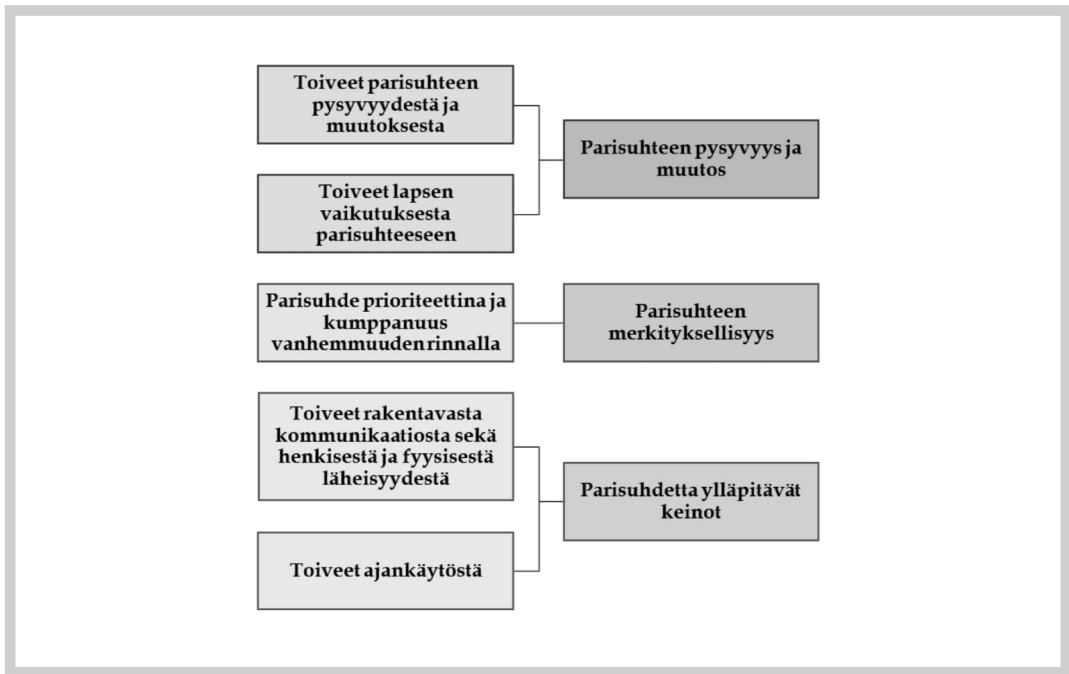 Toiveet parisuhteen
pysyvyydestä ja
muutoksesta
Parisuhteen pysyvyys ja
muutos
Toiveet lapsen
vaikutuksesta
parisuhteeseen
Parisuhde prioriteettina ja
kumppanuus
vanhemmuuden rinnalla
Parisuhteen
merkityksellisyys
Toiveet rakentavasta
kommunikaatiosta sekä
henkisestä ja fyysisestä
läheisyydestä
Parisuhdetta ylläpitävät
keinot
Toiveet ajankäytöstä